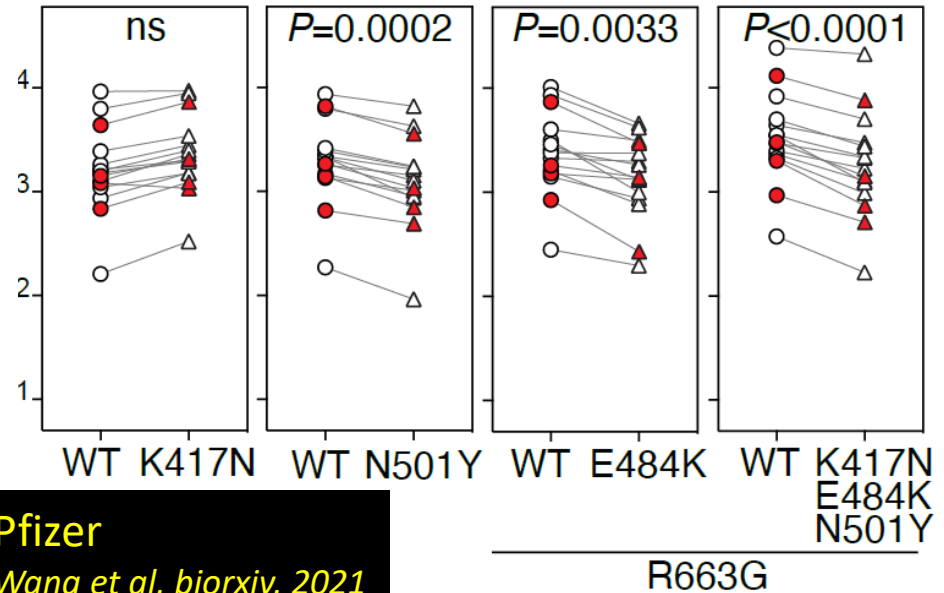 ns
P=0.0002
P=0.0033
P<0.0001
4
3
2
1
WT K417N
WT N501Y
WT E484K
WT K417N
E484K
N501Y
R663G
Pfizer
Wang et al. biorxiv. 2021